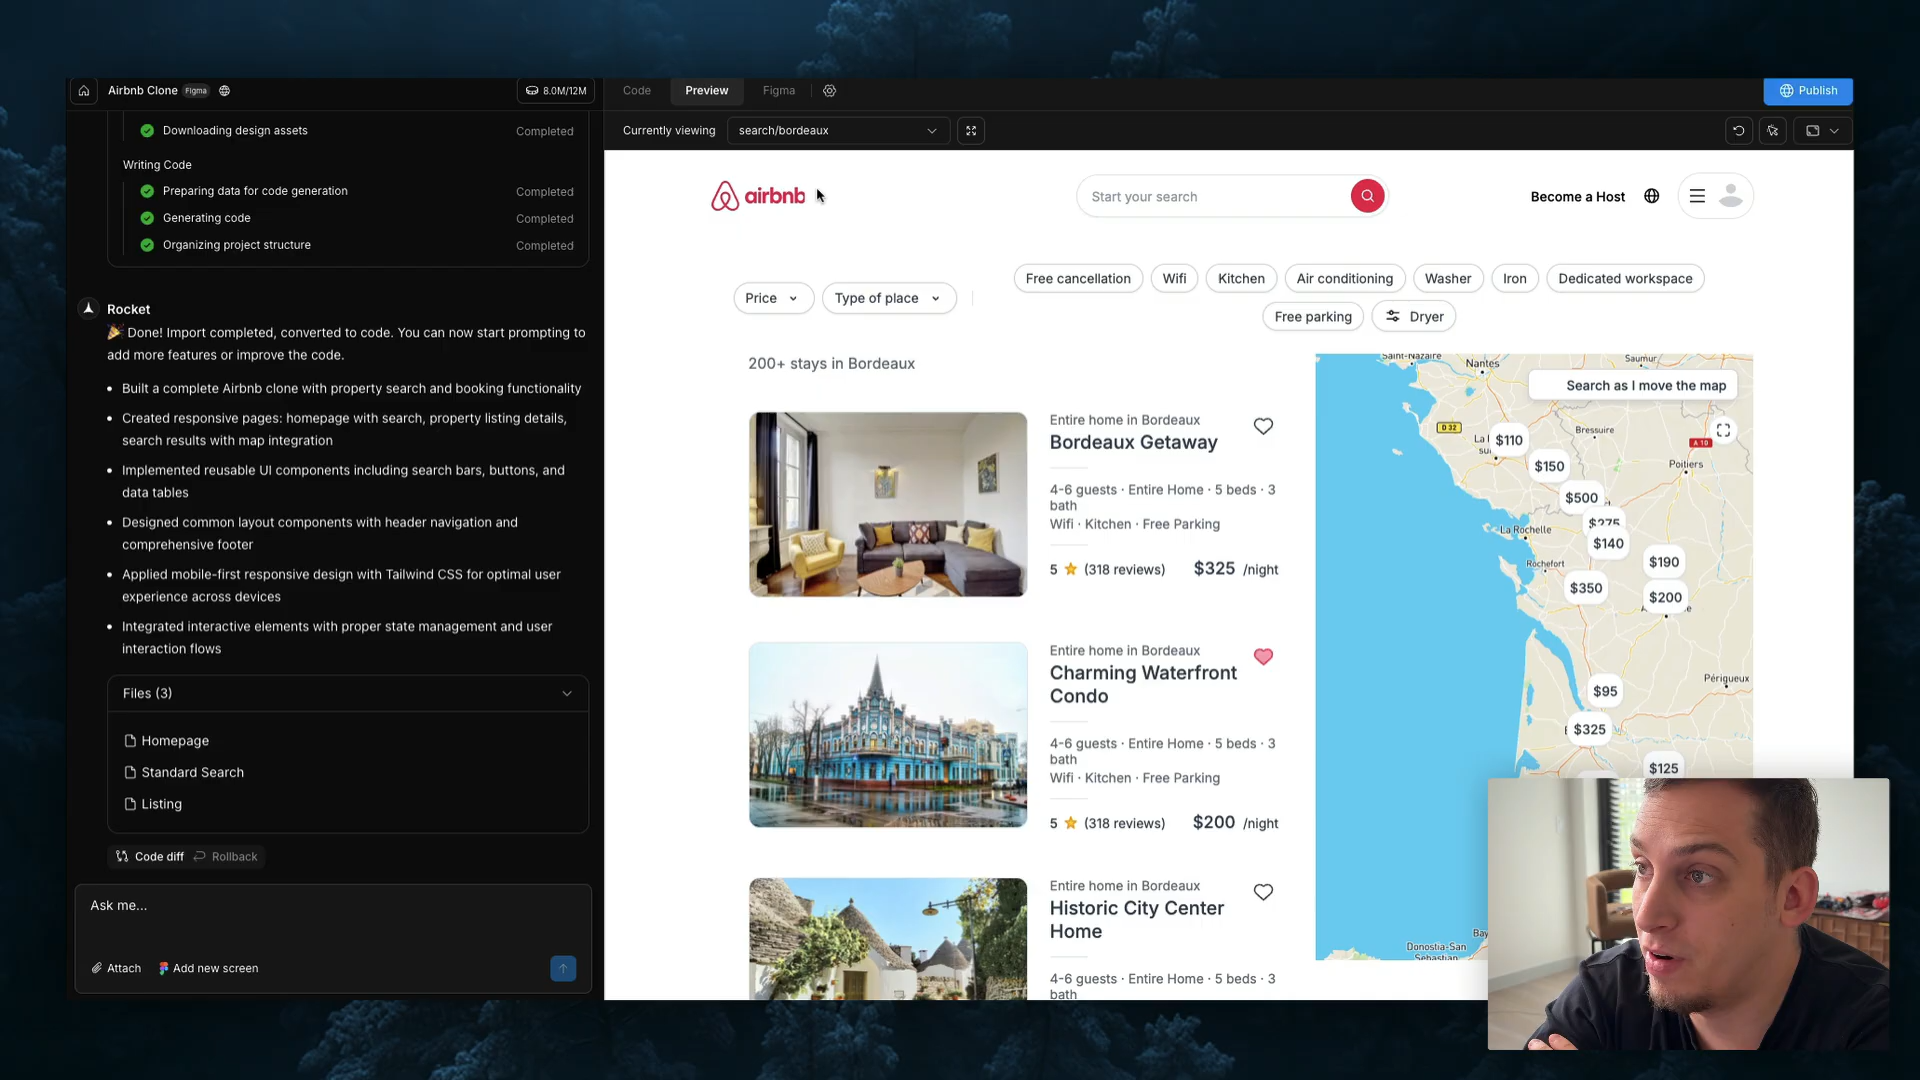 Airbnb Clone
Figma
8.0M/12M
Downloading design assets
Completed
Writing Code
Preparing data for code generation
Completed
Generating code
Completed
Organizing project structure
Completed
Rocket
🎉 Done! Import completed, converted to code. You can now start prompting to
add more features or improve the code.
• Built a complete Airbnb clone with property search and booking functionality
• Created responsive pages: homepage with search, property listing details,
search results with map integration
• Implemented reusable UI components including search bars, buttons, and
data tables
• Designed common layout components with header navigation and
comprehensive footer
• Applied mobile-first responsive design with Tailwind CSS for optimal user
experience across devices
• Integrated interactive elements with proper state management and user
interaction flows
Files (3)
Homepage
Standard Search
Listing
Code diff
Rollback
Ask me...
Attach
Add new screen
Code
Preview
Figma
Publish
Currently viewing
search/bordeaux
airbnb
Start your search
Become a Host
Price
Type of place
Free cancellation
Wifi
Kitchen
Air conditioning
Washer
Iron
Dedicated workspace
Free parking
Dryer
200+ stays in Bordeaux
Entire home in Bordeaux
Bordeaux Getaway
4-6 guests · Entire Home · 5 beds · 3
bath
Wifi · Kitchen · Free Parking
5 ★ (318 reviews)
$325 /night
Entire home in Bordeaux
Charming Waterfront
Condo
4-6 guests · Entire Home · 5 beds · 3
bath
Wifi · Kitchen · Free Parking
5 ★ (318 reviews)
$200 /night
Entire home in Bordeaux
Historic City Center
Home
4-6 guests · Entire Home · 5 beds · 3
bath
Saint-Nazaire
Nantes
Saumur
Search as I move the map
D 32
La
$110
Bressuire
A 10
$150
Poitiers
$500
$275
La Rochelle
$140
Rochefort
$190
$350
$200
Périgueux
$95
$325
$125
Donostia-San
Sebastian